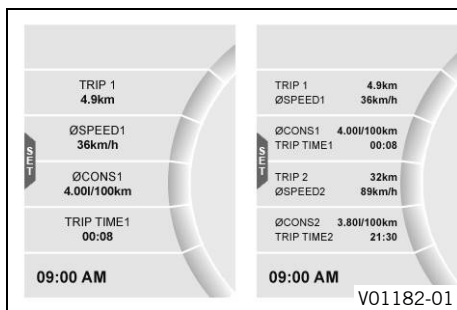 TRIP 1
4.9km
ØSPEED1
36km/h
SET
ØCONS1
4.00l/100km
TRIP TIME1
00:08
09:00 AM
TRIP 1 4.9km
ØSPEED1 36km/h
ØCONS1 4.00l/100km
TRIP TIME1 00:08
SET
TRIP 2 32km
ØSPEED2 89km/h
ØCONS2 3.80l/100km
TRIP TIME2 21:30
09:00 AM
V01182-01